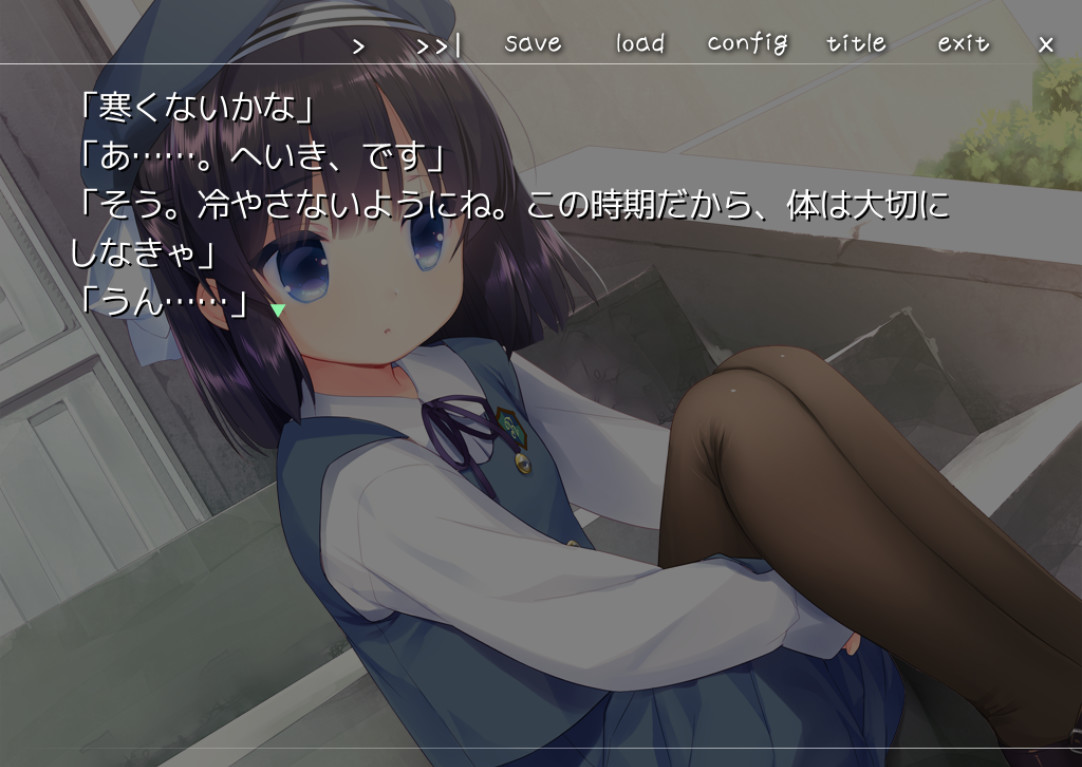 > >>| save load config title exit x
「寒くないかな」
「あ……。へいき、です」
「そう。冷やさないようにね。この時期だから、体は大切に
しなきゃ」
「うん……」